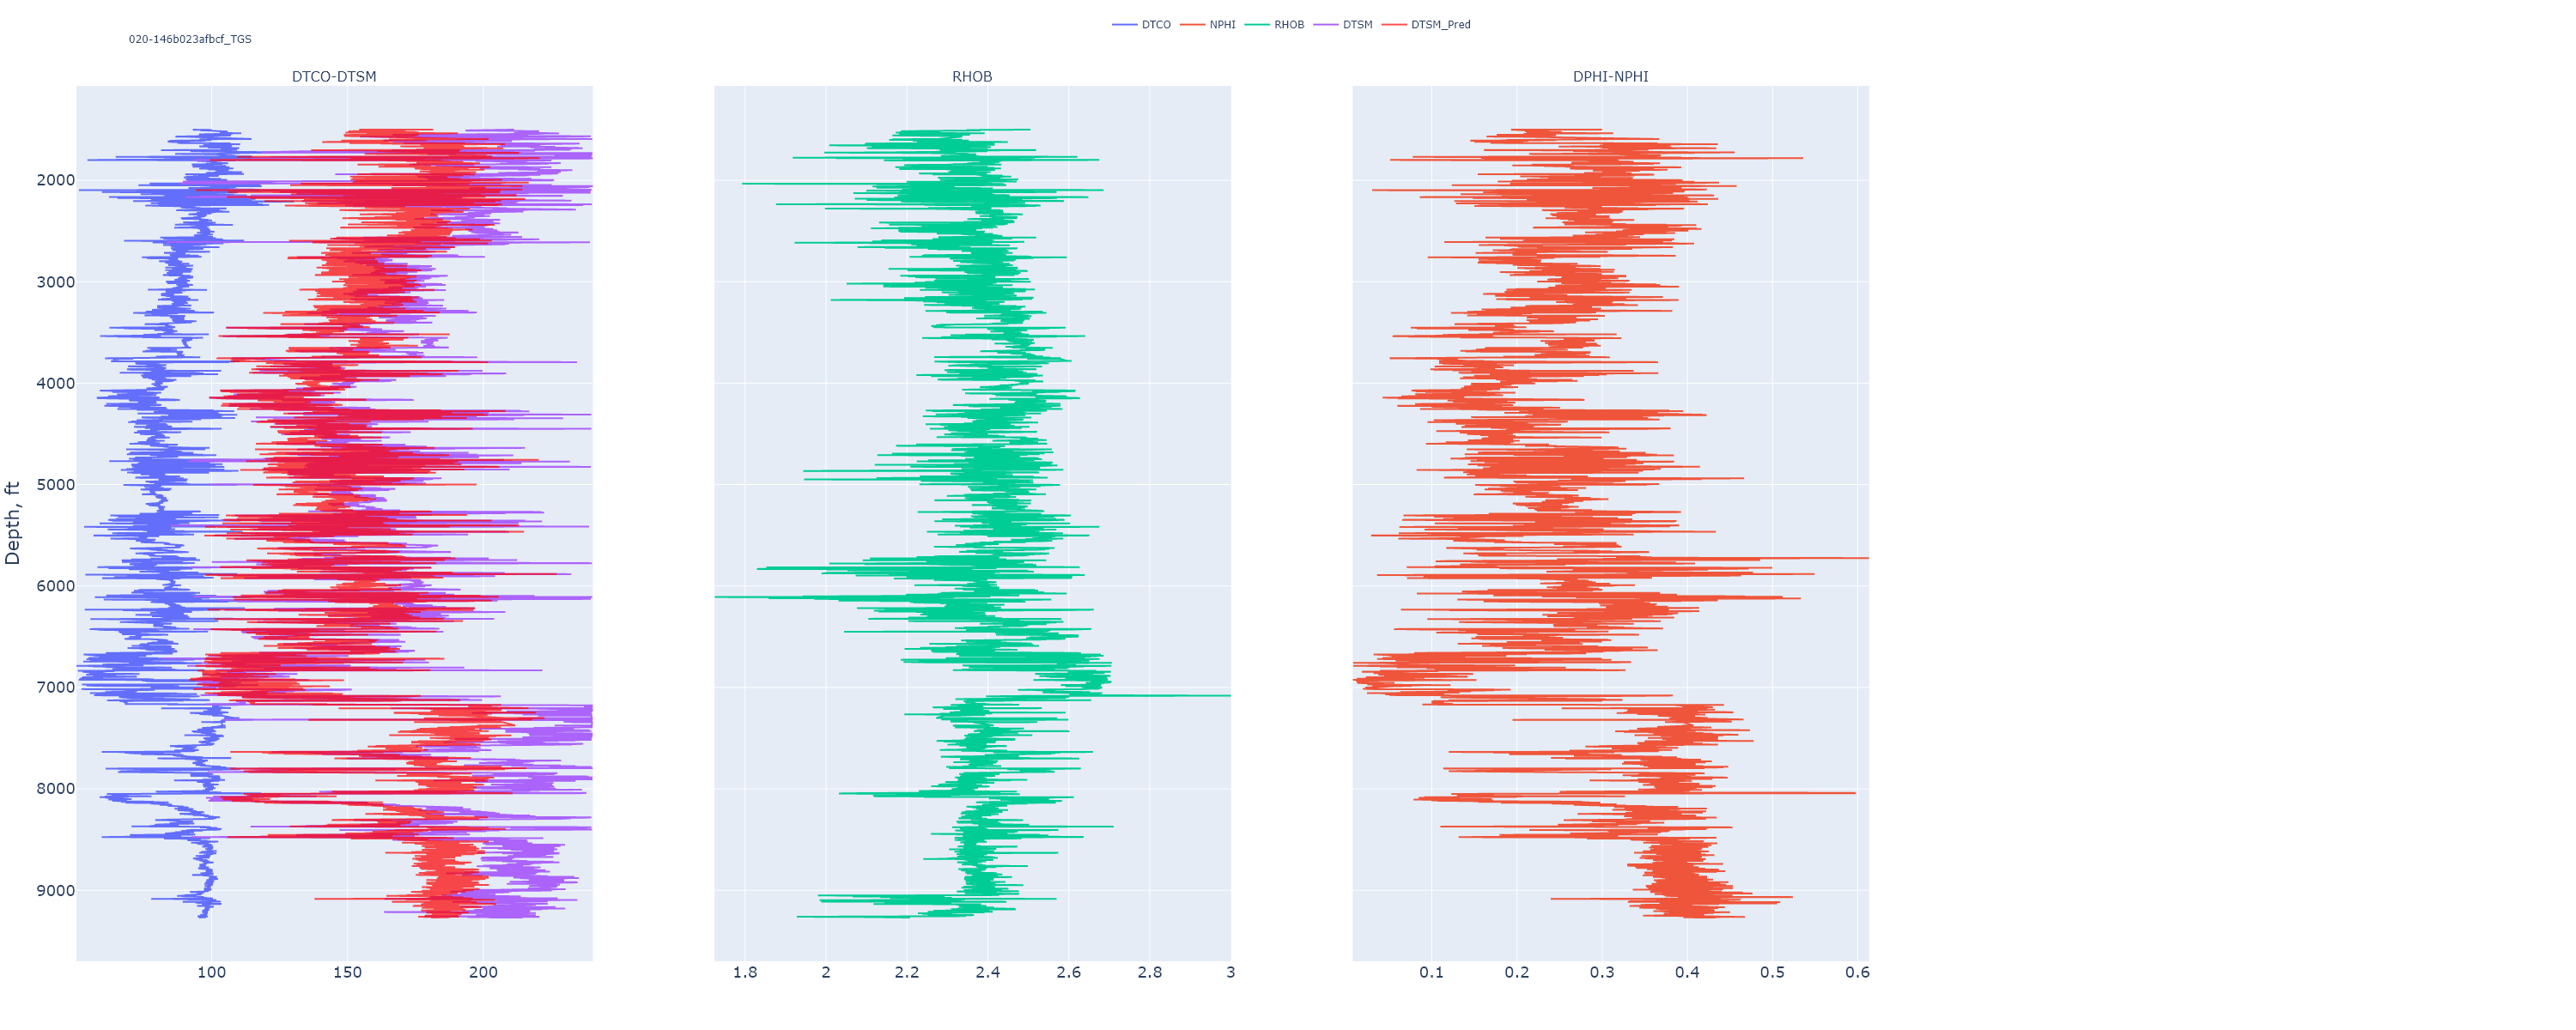 DTCO NPHI RHOB DTSM DTSM_Pred
020-146b023afbcf_TGS
DTCO-DTSM RHOB DPHI-NPHI
Depth, ft
2000
3000
4000
5000
6000
7000
8000
9000
100 150 200 1.8 2 2.2 2.4 2.6 2.8 3 0.1 0.2 0.3 0.4 0.5 0.6